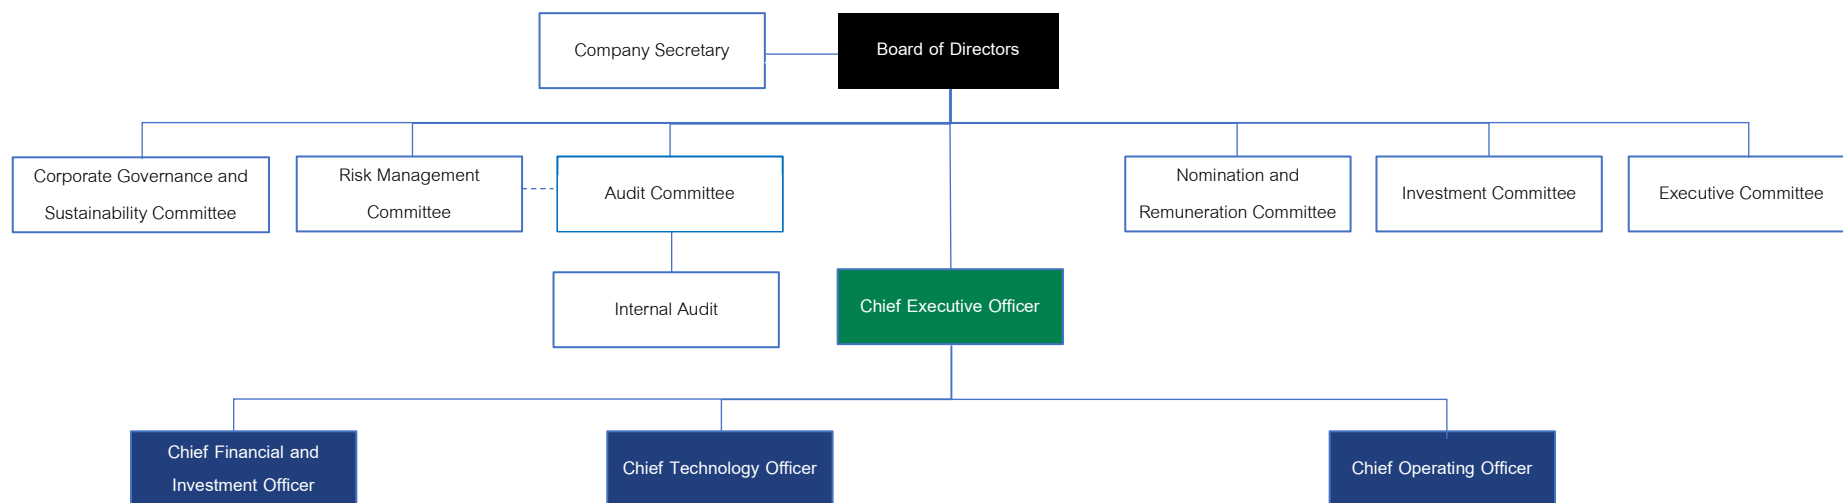 Company Secretary
Board of Directors
Corporate Governance and
Sustainability Committee
Risk Management
Committee
Audit Committee
Nomination and
Remuneration Committee
Investment Committee
Executive Committee
Internal Audit
Chief Executive Officer
Chief Financial and
Investment Officer
Chief Technology Officer
Chief Operating Officer